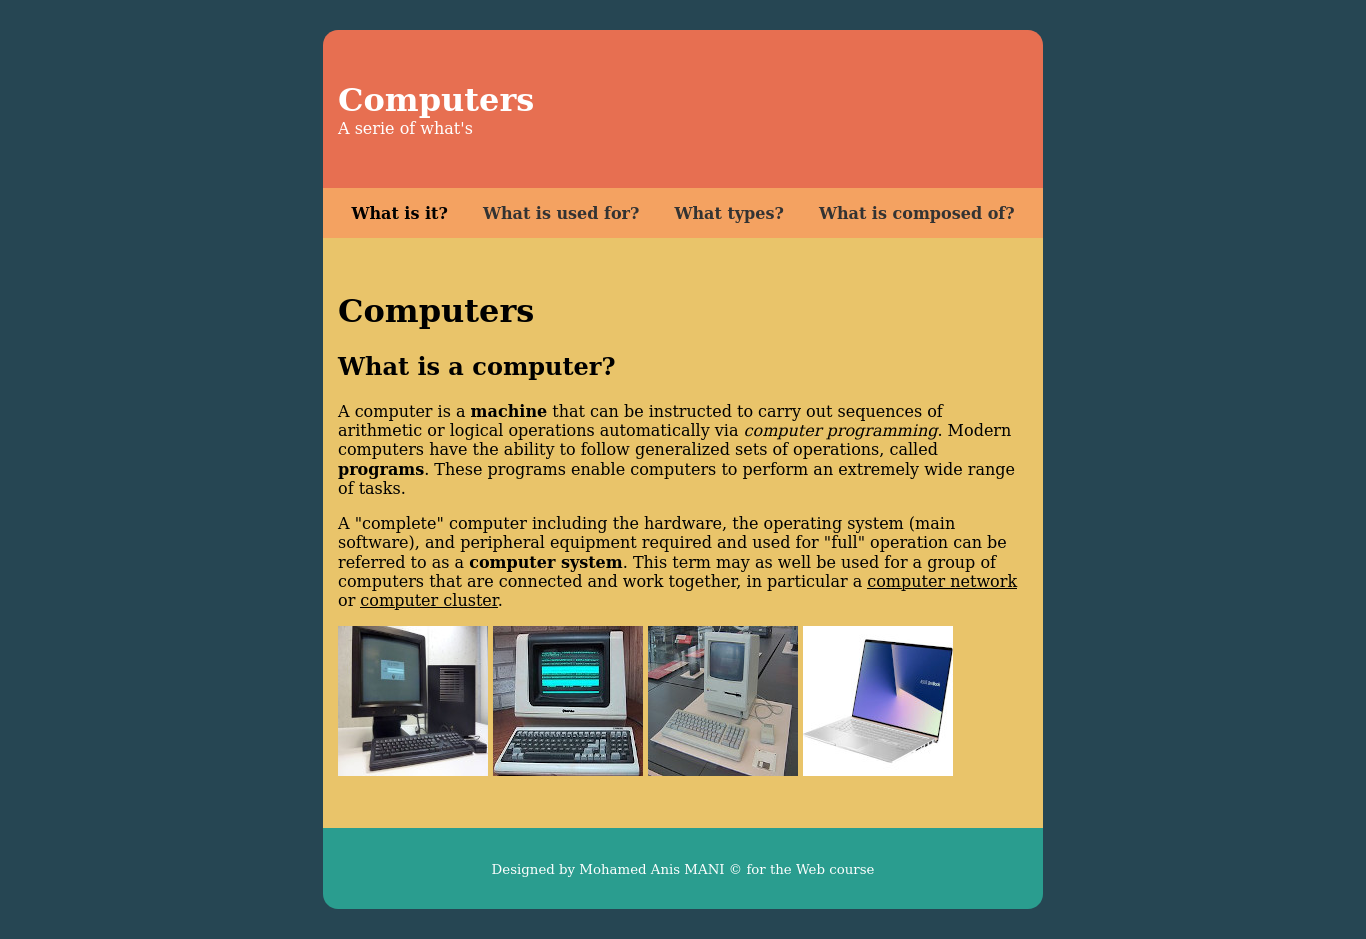 Computers
A serie of what's
What is it? What is used for? What types? What is composed of?
Computers
What is a computer?
A computer is a machine that can be instructed to carry out sequences of
arithmetic or logical operations automatically via computer programming. Modern
computers have the ability to follow generalized sets of operations, called
programs. These programs enable computers to perform an extremely wide range
of tasks.
A "complete" computer including the hardware, the operating system (main
software), and peripheral equipment required and used for "full" operation can be
referred to as a computer system. This term may as well be used for a group of
computers that are connected and work together, in particular a computer network
or computer cluster.
Designed by Mohamed Anis MANI © for the Web course